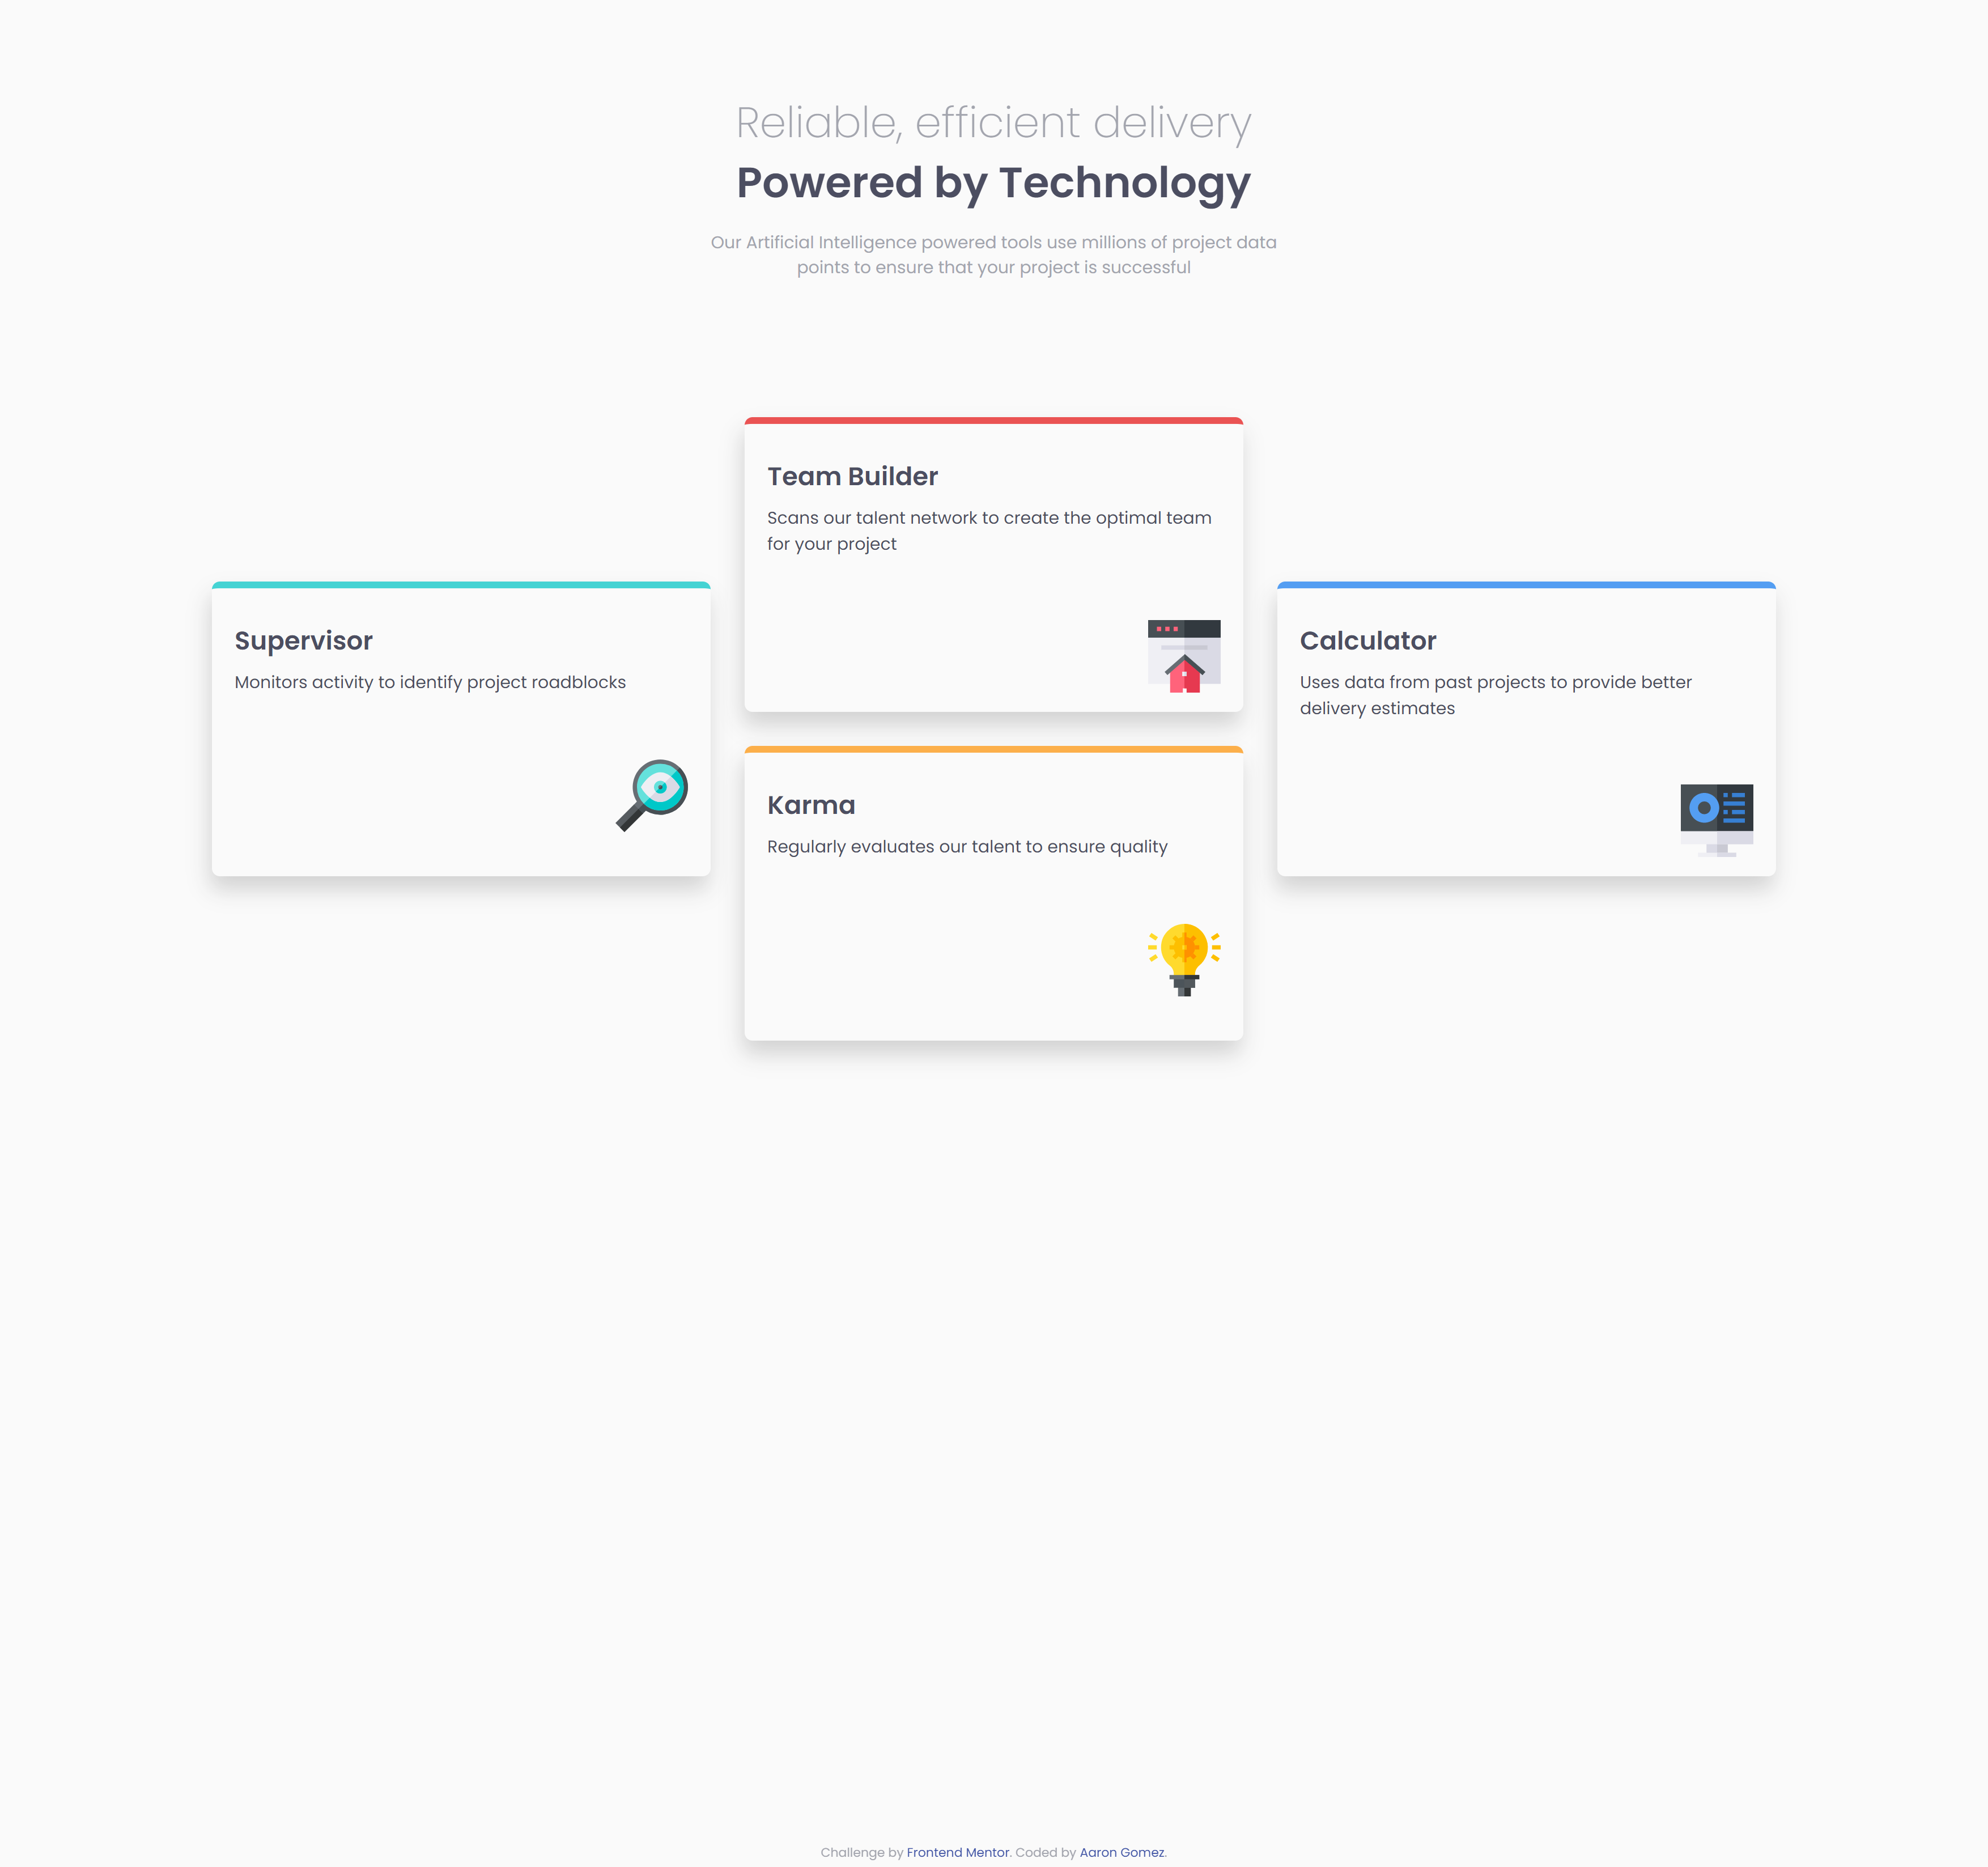 Reliable, efficient delivery
Powered by Technology
Our Artificial Intelligence powered tools use millions of project data
points to ensure that your project is successful
Supervisor
Monitors activity to identify project roadblocks
Team Builder
Scans our talent network to create the optimal team
for your project
Karma
Regularly evaluates our talent to ensure quality
Calculator
Uses data from past projects to provide better
delivery estimates
Challenge by Frontend Mentor. Coded by Aaron Gomez.